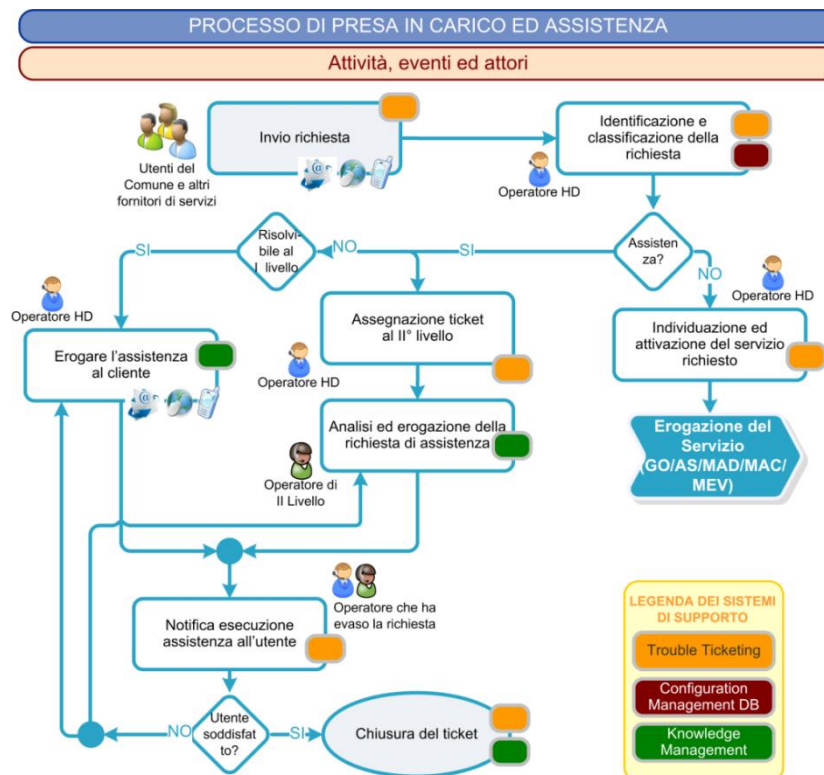 PROCESSO DI PRESA IN CARICO ED ASSISTENZA
Attività, eventi ed attori
Invio richiesta
Utenti del
Comune e altri
fornitori di servizi
Identificazione e
classificazione della
richiesta
Operatore HD
Risolvi-
bile al
I livello
SI
NO
SI
Assisten
za?
NO
Operatore HD
Operatore HD
Erogare l'assistenza
al cliente
Assegnazione ticket
al II° livello
Operatore HD
Individuazione ed
attivazione del servizio
richiesto
Analisi ed erogazione della
richiesta di assistenza
Operatore di
II Livello
Erogazione del
Servizio
(GO/AS/MAD/MAC/
MEV)
Notifica esecuzione
assistenza all'utente
Operatore che ha
evaso la richiesta
Utente
soddisfat
to?
NO
SI
Chiusura del ticket
LEGENDA DEI SISTEMI
DI SUPPORTO
Trouble Ticketing
Configuration
Management DB
Knowledge
Management